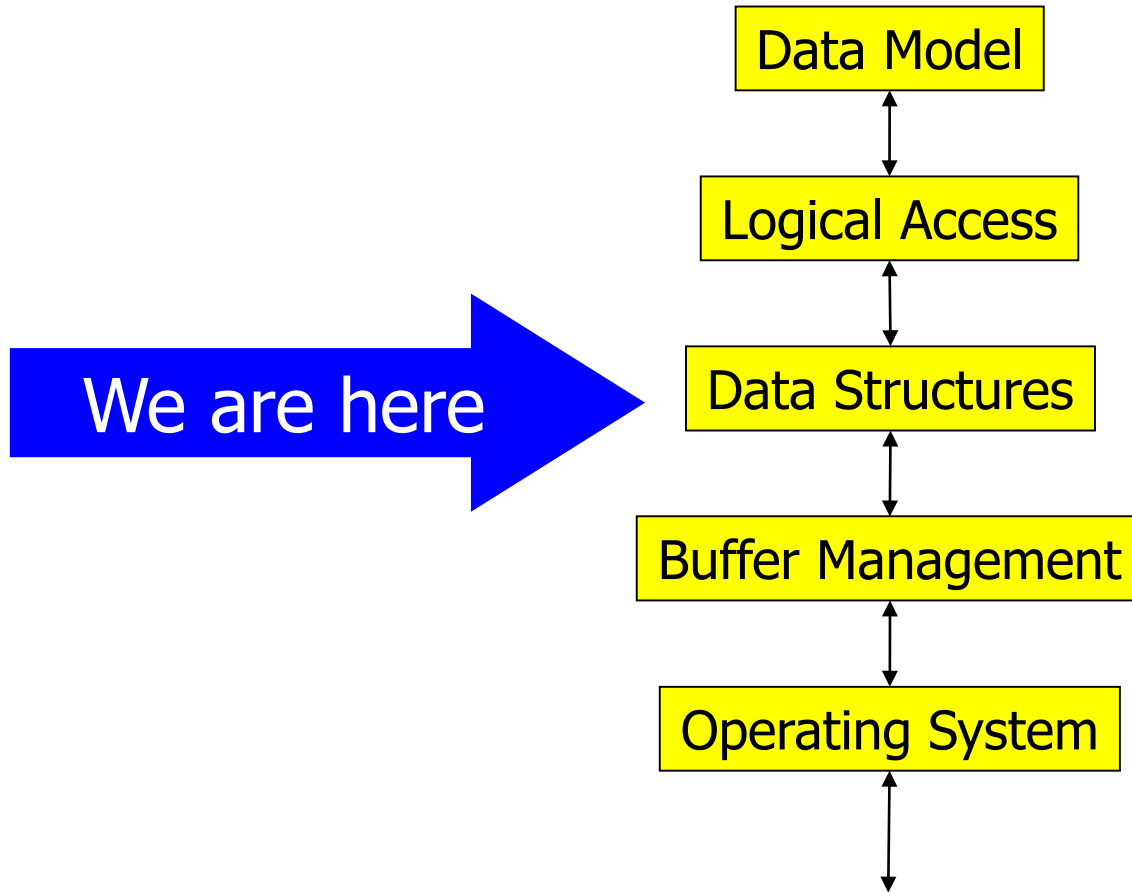 Data Model
Logical Access
We are here
Data Structures
Buffer Management
Operating System